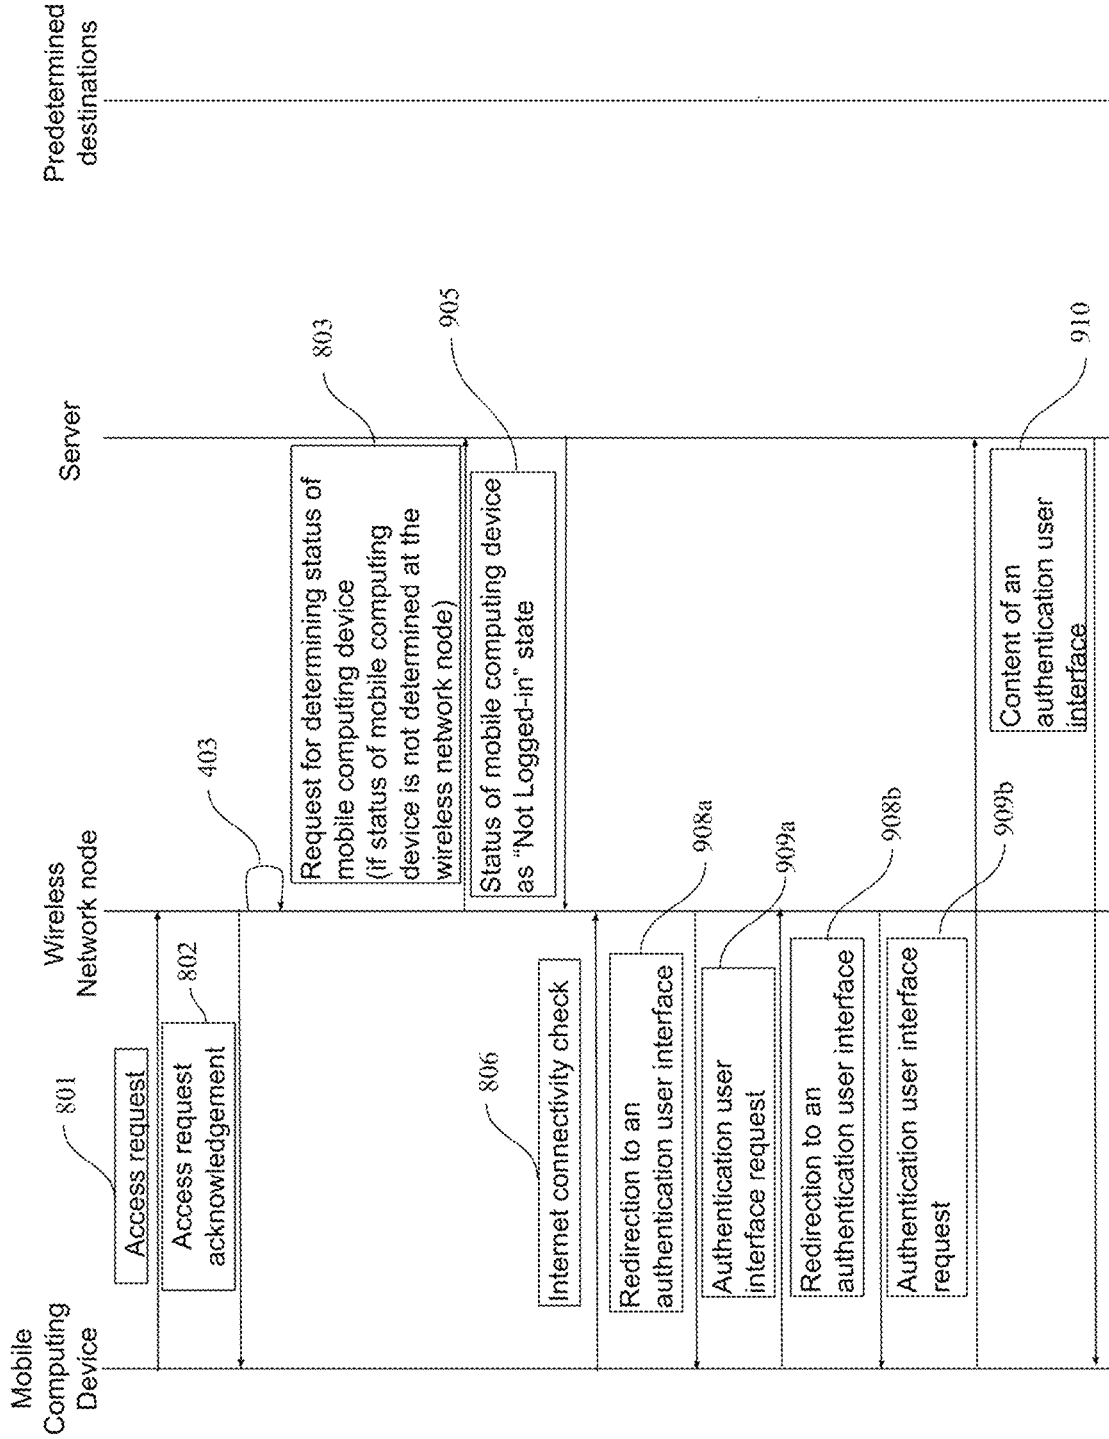 Mobile
Computing
Device
Wireless
Network node
Server
Predetermined
destinations
801
Access request
Access request
acknowledgement
802
403
Request for determining status of
mobile computing device
(if status of mobile computing
device is not determined at the
wireless network node)
803
Status of mobile computing device
as “Not Logged-in” state
905
806
Internet connectivity check
Redirection to an
authentication user interface
908a
Authentication user
interface request
909a
Redirection to an
authentication user interface
908b
Authentication user interface
request
909b
Content of an
authentication user
interface
910